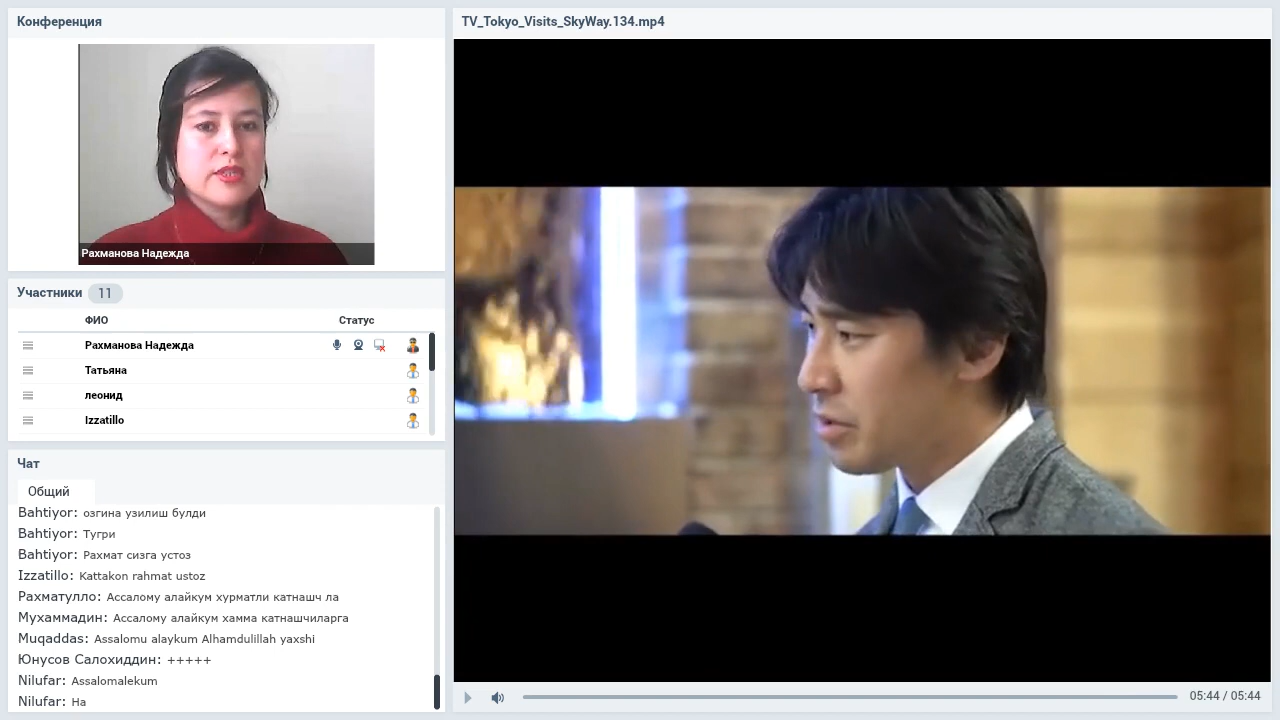 Конференция
Рахманова Надежда
Участники 11
ФИО Статус
Рахманова Надежда
Татьяна
леонид
Izzatillo
Чат
Общий
Bahtiyor: озгина узилиш булди
Bahtiyor: Тугри
Bahtiyor: Рахмат сизга устоз
Izzatillo: Kattakon rahmat ustoz
Рахматулло: Ассалому алайкум хурматли катнашч ла
Мухаммадин: Ассалому алайкум хамма катнашчиларга
Muqaddas: Assalomu alaykum Alhamdulillah yaxshi
Юнусов Салохиддин: +++++
Nilufar: Assalomalekum
Nilufar: На
TV_Tokyo_Visits_SkyWay.134.mp4
05:44 / 05:44